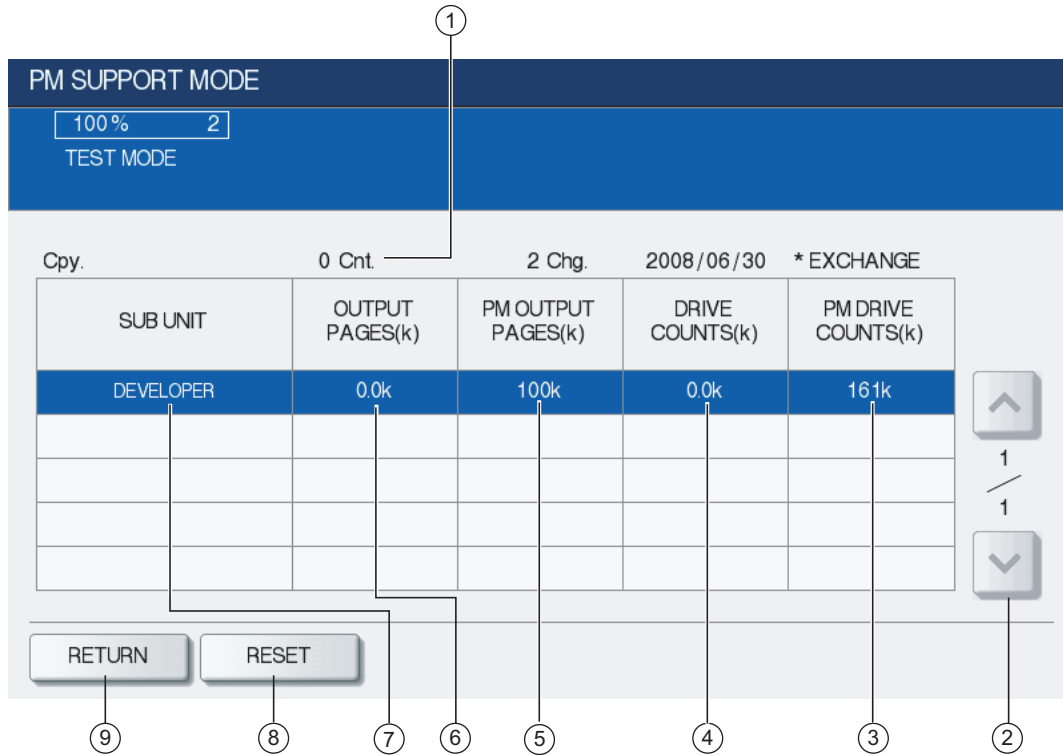 1
PM SUPPORT MODE
100% 2
TEST MODE
Cpy. 0 Cnt. 2 Chg. 2008/06/30 * EXCHANGE
SUB UNIT OUTPUT PAGES(k) PM OUTPUT PAGES(k) DRIVE COUNTS(k) PM DRIVE COUNTS(k)
DEVELOPER 0.0k 100k 0.0k 161k
1
/
1
RETURN RESET
9 8 7 6 5 4 3 2